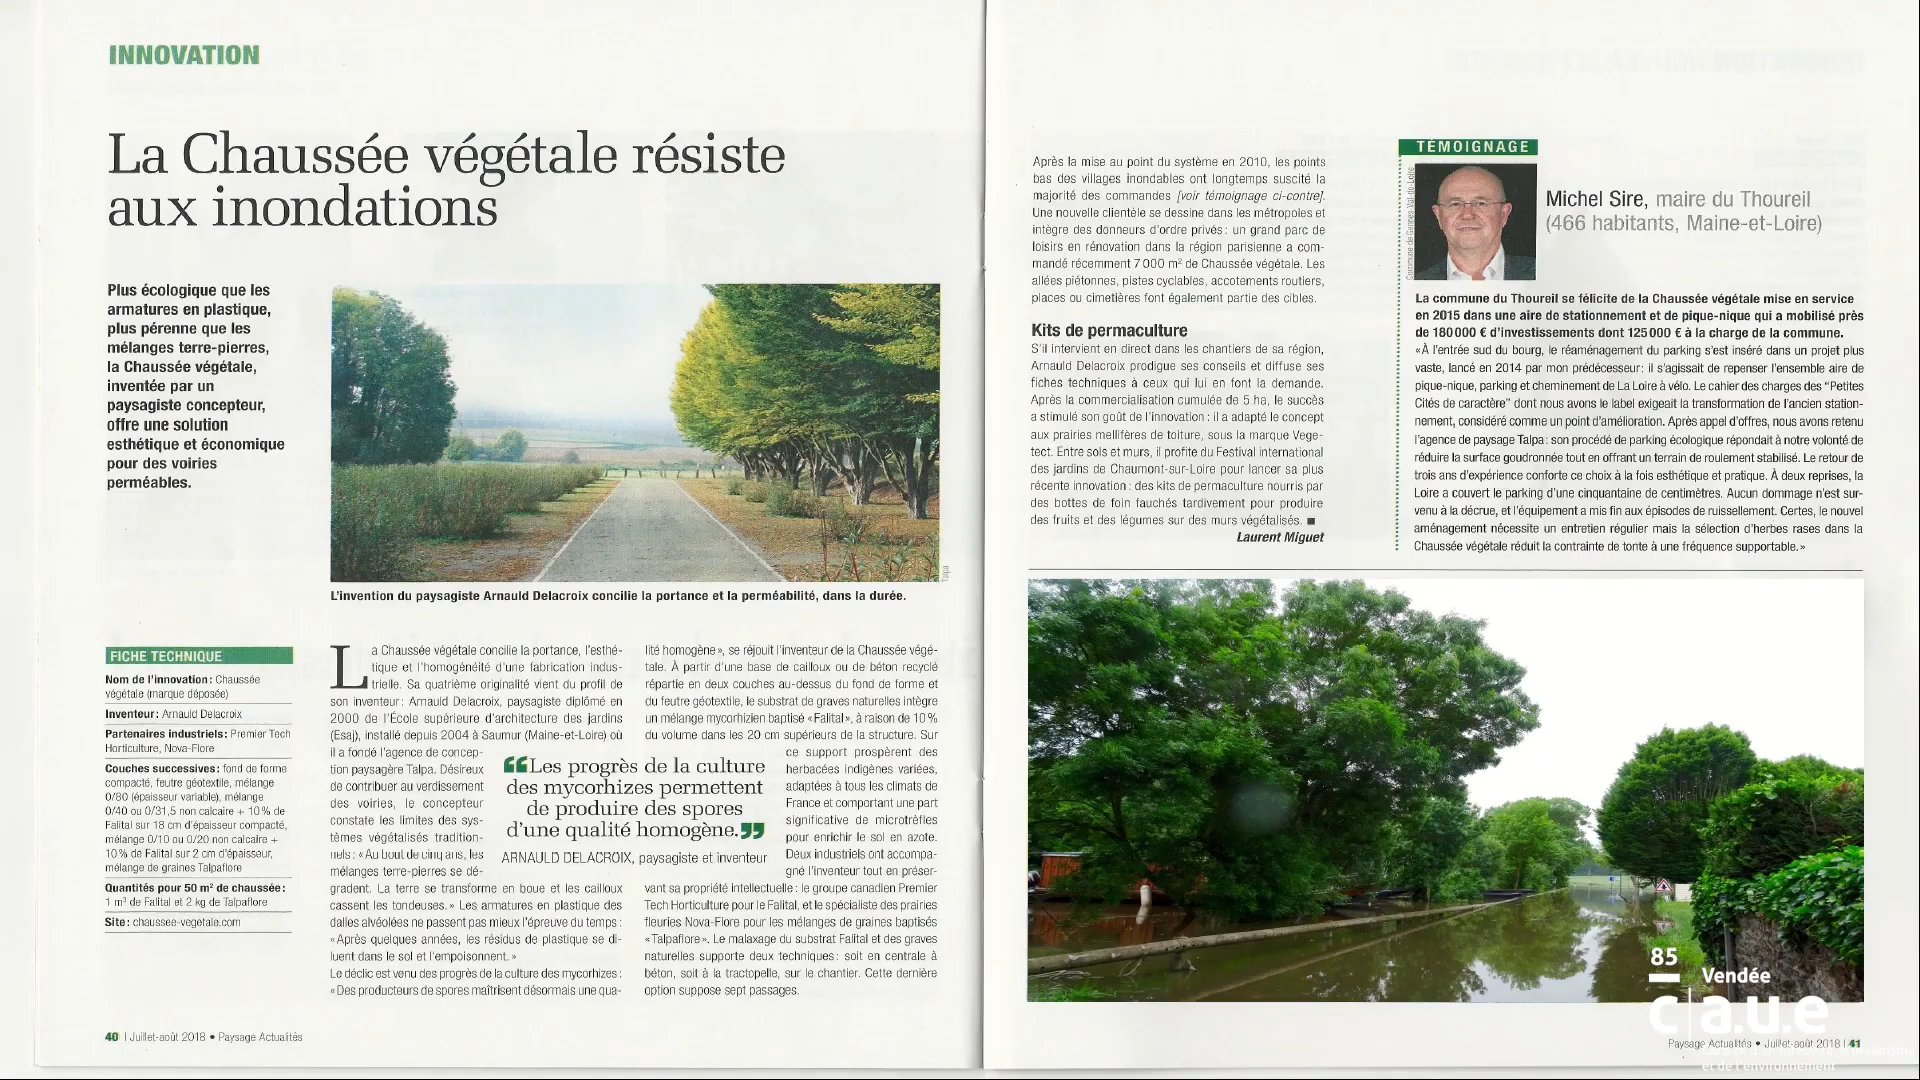 INNOVATION
La Chaussée végétale résiste
aux inondations
Plus écologique que les
armatures en plastique,
plus pérenne que les
mélanges terre-pierres,
la Chaussée végétale,
inventée par un
paysagiste concepteur,
offre une solution
esthétique et économique
pour des voiries
perméables.
Talpa
L'invention du paysagiste Arnauld Delacroix concilie la portance et la perméabilité, dans la durée.
FICHE TECHNIQUE
Nom de l'innovation : Chaussée
végétale (marque déposée)
Inventeur : Arnauld Delacroix
Partenaires industriels : Premier Tech
Horticulture, Nova-Flore
Couches successives : fond de forme
compacté, feutre géotextile, mélange
0/80 (épaisseur variable), mélange
0/40 ou 0/31,5 non calcaire + 10 % de
Falital sur 18 cm d'épaisseur compacté,
mélange 0/10 ou 0/20 non calcaire +
10 % de Falital sur 2 cm d'épaisseur,
mélange de graines Talpaflore
Quantités pour 50 m² de chaussée :
1 m³ de Falital et 2 kg de Talpaflore
Site : chaussee-vegetale.com
La Chaussée végétale concilie la portance, l'esthé-
tique et l'homogénéité d'une fabrication indus-
trielle. Sa quatrième originalité vient du profil de
son inventeur : Arnauld Delacroix, paysagiste diplômé en
2000 de l'École supérieure d'architecture des jardins
(Esaj), installé depuis 2004 à Saumur (Maine-et-Loire) où
il a fondé l'agence de concep-
tion paysagère Talpa. Désireux
de contribuer au verdissement
des voiries, le concepteur
constate les limites des sys-
tèmes végétalisés tradition-
nels : « Au bout de cinq ans, les
mélanges terre-pierres se dé-
gradent. La terre se transforme en boue et les cailloux
cassent les tondeuses. » Les armatures en plastique des
dalles alvéolées ne passent pas mieux l'épreuve du temps :
« Après quelques années, les résidus de plastique se di-
luent dans le sol et l'empoisonnent. »
Le déclic est venu des progrès de la culture des mycorhizes :
« Des producteurs de spores maîtrisent désormais une qua-
❝Les progrès de la culture
des mycorhizes permettent
de produire des spores
d'une qualité homogène.❞
ARNAULD DELACROIX, paysagiste et inventeur
lité homogène », se réjouit l'inventeur de la Chaussée végé-
tale. À partir d'une base de cailloux ou de béton recyclé
répartie en deux couches au-dessus du fond de forme et
du feutre géotextile, le substrat de graves naturelles intègre
un mélange mycorhizien baptisé « Falital », à raison de 10 %
du volume dans les 20 cm supérieurs de la structure. Sur
ce support prospèrent des
herbacées indigènes variées,
adaptées à tous les climats de
France et comportant une part
significative de microtrèfles
pour enrichir le sol en azote.
Deux industriels ont accompa-
gné l'inventeur tout en préser-
vant sa propriété intellectuelle : le groupe canadien Premier
Tech Horticulture pour le Falital, et le spécialiste des prairies
fleuries Nova-Flore pour les mélanges de graines baptisés
« Talpaflore ». Le malaxage du substrat Falital et des graves
naturelles supporte deux techniques : soit en centrale à
béton, soit à la tractopelle, sur le chantier. Cette dernière
option suppose sept passages.
40 | Juillet-août 2018 • Paysage Actualités
Après la mise au point du système en 2010, les points
bas des villages inondables ont longtemps suscité la
majorité des commandes [voir témoignage ci-contre].
Une nouvelle clientèle se dessine dans les métropoles et
intègre des donneurs d'ordre privés : un grand parc de
loisirs en rénovation dans la région parisienne a com-
mandé récemment 7 000 m² de Chaussée végétale. Les
allées piétonnes, pistes cyclables, accotements routiers,
places ou cimetières font également partie des cibles.
Kits de permaculture
S'il intervient en direct dans les chantiers de sa région,
Arnauld Delacroix prodigue ses conseils et diffuse ses
fiches techniques à ceux qui lui en font la demande.
Après la commercialisation cumulée de 5 ha, le succès
a stimulé son goût de l'innovation : il a adapté le concept
aux prairies mellifères de toiture, sous la marque Vege-
tect. Entre sols et murs, il profite du Festival international
des jardins de Chaumont-sur-Loire pour lancer sa plus
récente innovation : des kits de permaculture nourris par
des bottes de foin fauchés tardivement pour produire
des fruits et des légumes sur des murs végétalisés. ■
Laurent Miguet
TÉMOIGNAGE
Commune de Gennes-Val-de-Loire
Michel Sire, maire du Thoureil
(466 habitants, Maine-et-Loire)
La commune du Thoureil se félicite de la Chaussée végétale mise en service
en 2015 dans une aire de stationnement et de pique-nique qui a mobilisé près
de 180 000 € d'investissements dont 125 000 € à la charge de la commune.
« À l'entrée sud du bourg, le réaménagement du parking s'est inséré dans un projet plus
vaste, lancé en 2014 par mon prédécesseur : il s'agissait de repenser l'ensemble aire de
pique-nique, parking et cheminement de La Loire à vélo. Le cahier des charges des "Petites
Cités de caractère" dont nous avons le label exigeait la transformation de l'ancien station-
nement, considéré comme un point d'amélioration. Après appel d'offres, nous avons retenu
l'agence de paysage Talpa : son procédé de parking écologique répondait à notre volonté de
réduire la surface goudronnée tout en offrant un terrain de roulement stabilisé. Le retour de
trois ans d'expérience conforte ce choix à la fois esthétique et pratique. À deux reprises, la
Loire a couvert le parking d'une cinquantaine de centimètres. Aucun dommage n'est sur-
venu à la décrue, et l'équipement a mis fin aux épisodes de ruissellement. Certes, le nouvel
aménagement nécessite un entretien régulier mais la sélection d'herbes rases dans la
Chaussée végétale réduit la contrainte de tonte à une fréquence supportable. »
85
Vendée
c|a.u.e
Paysage Actualités • Juillet-août 2018 | 41
et de l'environnement